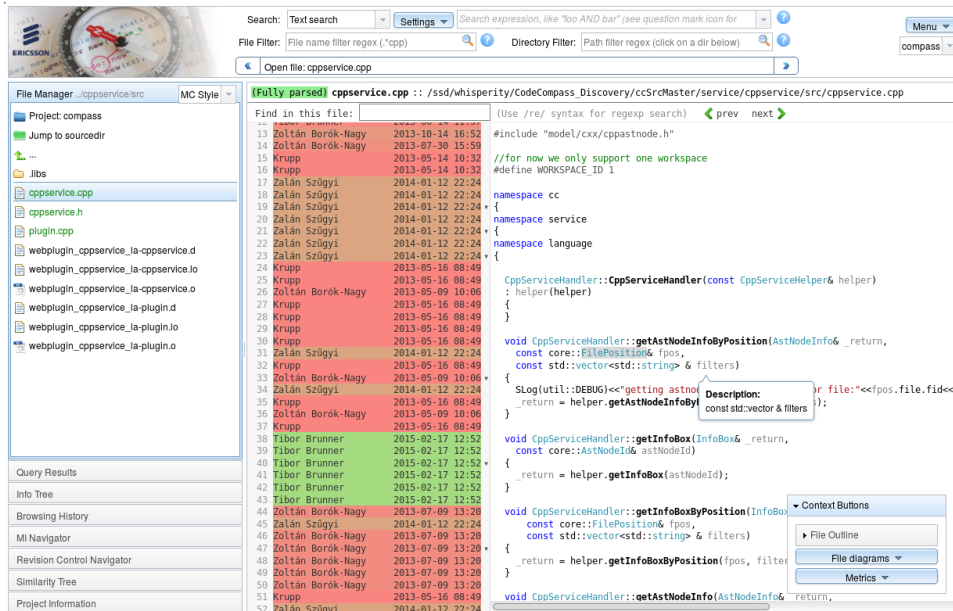 ERICSSON
Search: Text search Settings Search expression, like "foo AND bar" (see question mark icon for
Menu
File Filter: File name filter regex (.*cpp) Directory Filter: Path filter regex (click on a dir below)
compass
Open file: cppservice.cpp
File Manager ../cppservice/src MC Style
Project: compass
Jump to sourcedir
...
.libs
cppservice.cpp
cppservice.h
plugin.cpp
webplugin_cppservice_la-cppservice.d
webplugin_cppservice_la-cppservice.lo
webplugin_cppservice_la-cppservice.o
webplugin_cppservice_la-plugin.d
webplugin_cppservice_la-plugin.lo
webplugin_cppservice_la-plugin.o
Query Results
Info Tree
Browsing History
MI Navigator
Revision Control Navigator
Similarity Tree
Project Information
(Fully parsed) cppservice.cpp :: /ssd/whisperity/CodeCompass_Discovery/ccSrcMaster/service/cppservice/src/cppservice.cpp
Find in this file: (Use /re/ syntax for regexp search) prev next
12 Tibor Brunner
13 Zoltán Borók-Nagy 2013-10-14 16:52 #include "model/cxx/cppastnode.h"
14 Zoltán Borók-Nagy 2013-07-30 15:59
15 Krupp 2013-05-14 10:32 //for now we only support one workspace
16 Krupp 2013-05-14 10:32 #define WORKSPACE_ID 1
17 Zalán Szűgyi 2014-01-12 22:24
18 Zalán Szűgyi 2014-01-12 22:24 namespace cc
19 Zalán Szűgyi 2014-01-12 22:24 {
20 Zalán Szűgyi 2014-01-12 22:24 namespace service
21 Zalán Szűgyi 2014-01-12 22:24 {
22 Zalán Szűgyi 2014-01-12 22:24 namespace language
23 Zalán Szűgyi 2014-01-12 22:24 {
24 Krupp 2013-05-16 08:49
25 Krupp 2013-05-16 08:49 CppServiceHandler::CppServiceHandler(const CppServiceHelper& helper)
26 Zoltán Borók-Nagy 2013-05-09 10:06 : helper(helper)
27 Krupp 2013-05-16 08:49 {
28 Krupp 2013-05-16 08:49 }
29 Krupp 2013-05-16 08:49
30 Krupp 2013-05-16 08:49 void CppServiceHandler::getAstNodeInfoByPosition(AstNodeInfo& _return,
31 Zalán Szűgyi 2014-01-12 22:24 const core::FilePosition& fpos,
32 Krupp 2013-05-16 08:49 const std::vector<std::string> & filters)
33 Zoltán Borók-Nagy 2013-05-09 10:06 {
34 Zalán Szűgyi 2014-01-12 22:24 SLog(util::DEBUG)<<"getting astno or file:"<<fpos.file.fid<<
35 Krupp 2013-05-16 08:49 _return = helper.getAstNodeInfoBy s);
36 Zoltán Borók-Nagy 2013-05-09 10:06 }
37 Krupp 2013-05-16 08:49
38 Tibor Brunner 2015-02-17 12:52 void CppServiceHandler::getInfoBox(InfoBox& _return,
39 Tibor Brunner 2015-02-17 12:52 const core::AstNodeId& astNodeId)
40 Tibor Brunner 2015-02-17 12:52 {
41 Tibor Brunner 2015-02-17 12:52 _return = helper.getInfoBox(astNodeId);
42 Tibor Brunner 2015-02-17 12:52 }
43 Tibor Brunner 2015-02-17 12:52
44 Zoltán Borók-Nagy 2013-07-09 13:20 void CppServiceHandler::getInfoBoxByPosition(InfoBox
45 Zalán Szűgyi 2014-01-12 22:24 const core::FilePosition& fpos,
46 Zoltán Borók-Nagy 2013-07-09 13:20 const std::vector<std::string> & filters)
47 Zoltán Borók-Nagy 2013-07-09 13:20 {
48 Zoltán Borók-Nagy 2013-07-09 13:20 _return = helper.getInfoBoxByPosition(fpos, filter
49 Zoltán Borók-Nagy 2013-07-09 13:20 }
50 Zoltán Borók-Nagy 2013-07-09 13:20
51 Krupp 2013-05-16 08:49 void CppServiceHandler::getAstNodeInfo(AstNodeInfo& _return,
52 Zalán Szűgyi 2014-01-12 22:24
Description:
const std::vector & filters
Context Buttons
File Outline
File diagrams
Metrics